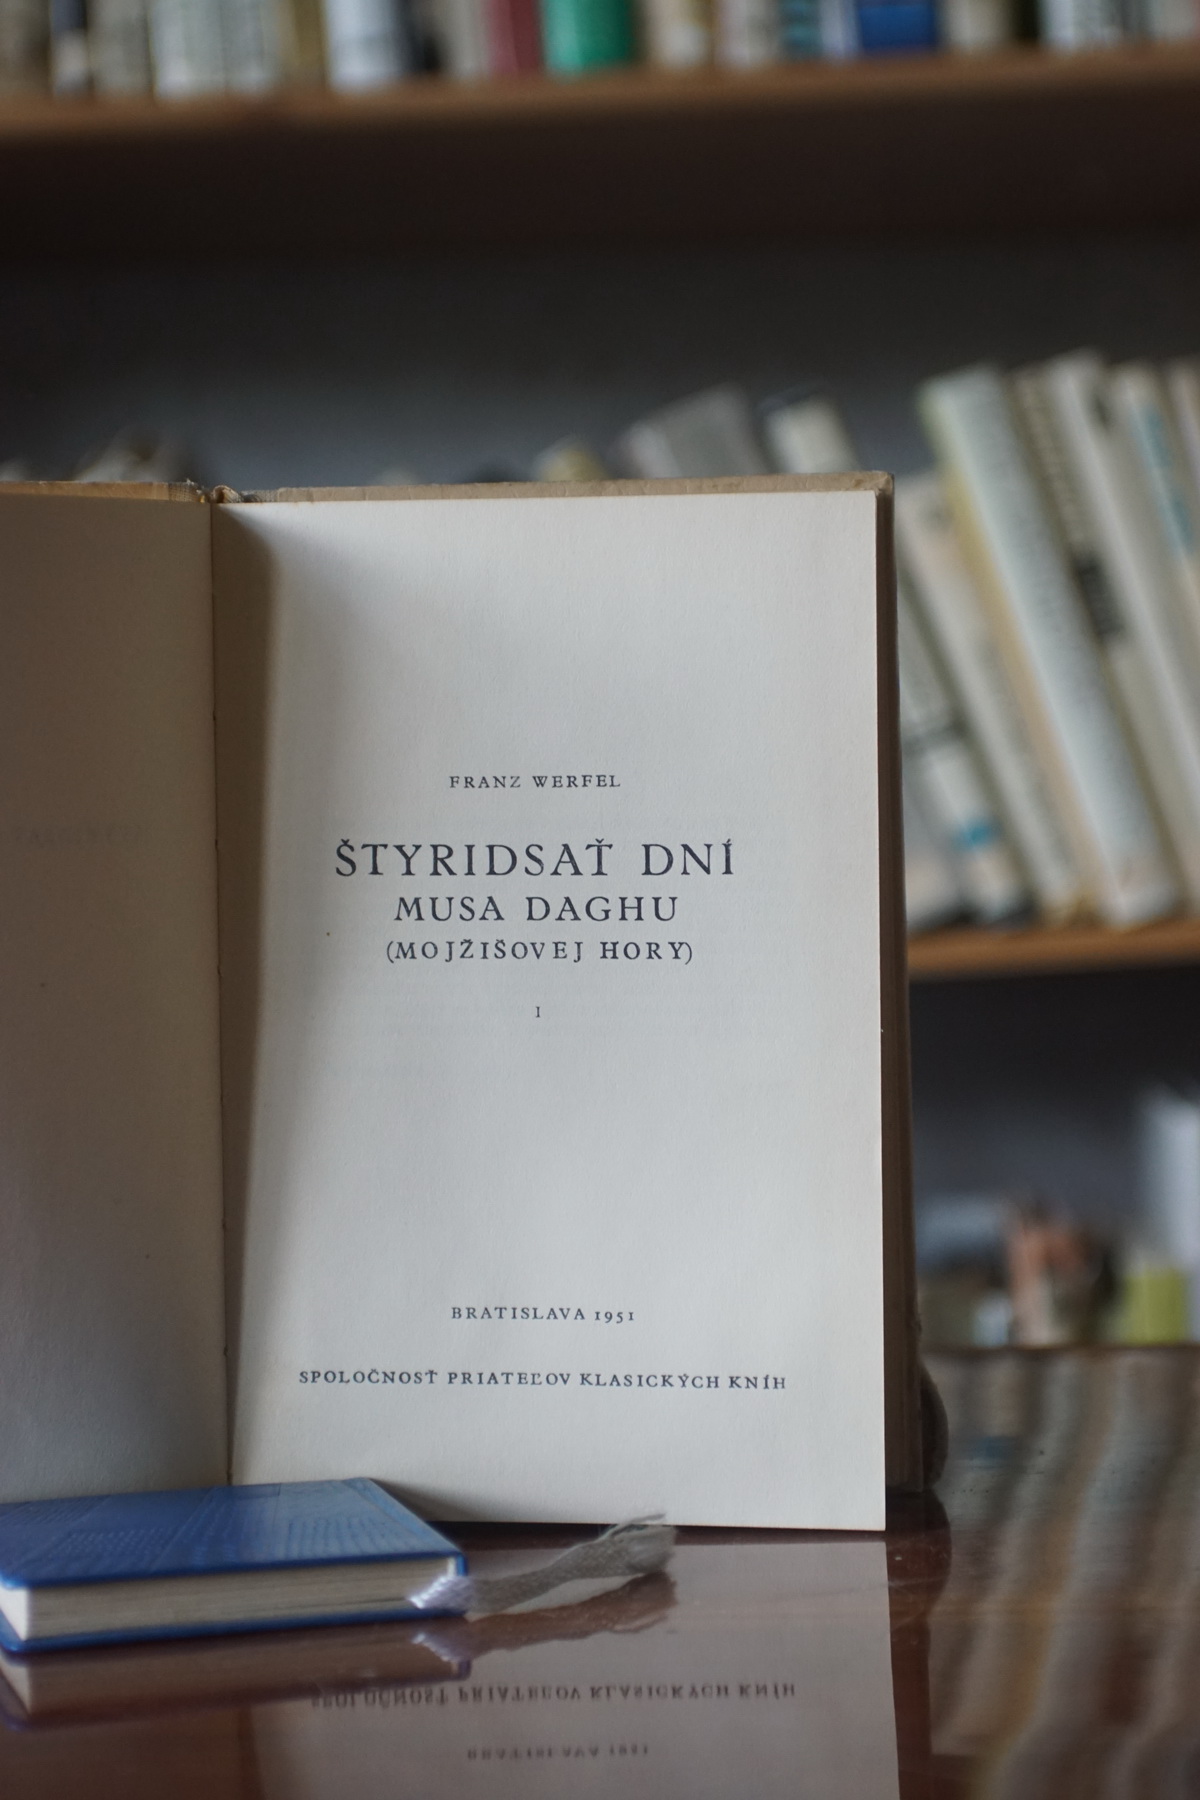 FRANZ WERFEL
ŠTYRIDSAŤ DNÍ
MUSA DAGHU
(MOJŽIŠOVEJ HORY)
I
BRATISLAVA 1951
SPOLOČNOSŤ PRIATEĽOV KLASICKÝCH KNÍH